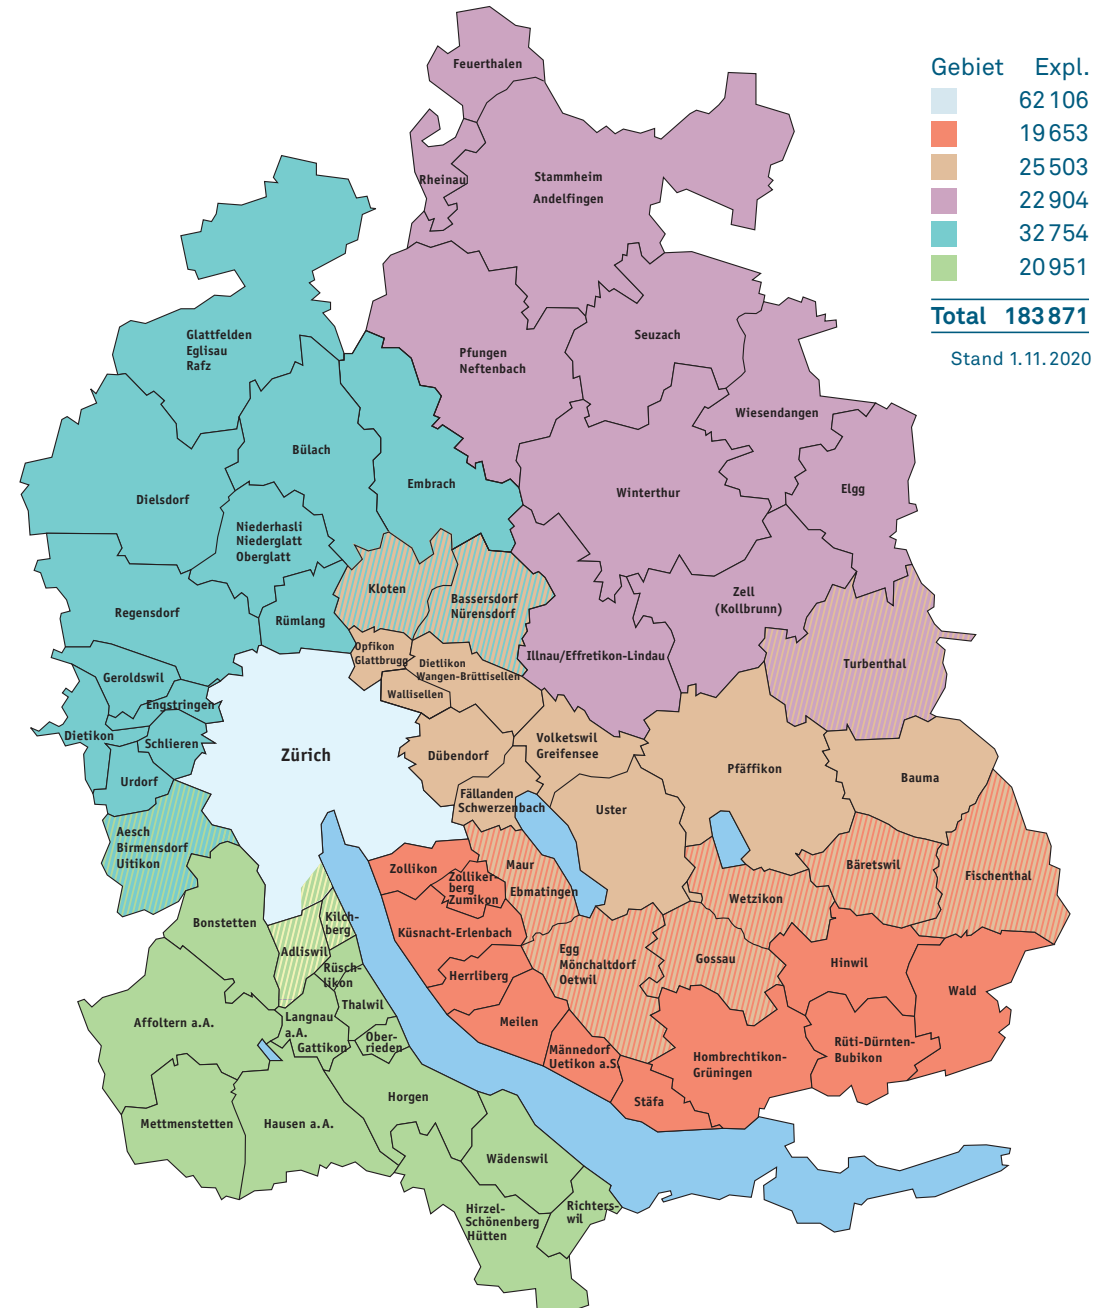 Gebiet Expl.
62 106
19 653
25 503
22 904
32 754
20 951
Total 183 871
Stand 1.11.2020
Feuerthalen
Rheinau
Stammheim
Andelfingen
Glattfelden
Eglisau
Rafz
Pfungen
Neftenbach
Seuzach
Wiesendangen
Bülach
Embrach
Dielsdorf
Winterthur
Elgg
Niederhasli
Niederglatt
Oberglatt
Kloten
Bassersdorf
Nürensdorf
Zell
(Kollbrunn)
Regensdorf
Rümlang
Opfikon
Glattbrugg
Dietlikon
Wangen-Brüttisellen
Illnau/Effretikon-Lindau
Turbenthal
Geroldswil
Wallisellen
Engstringen
Dietikon
Schlieren
Zürich
Dübendorf
Volketswil
Greifensee
Pfäffikon
Bauma
Urdorf
Fällanden
Schwerzenbach
Uster
Aesch
Birmensdorf
Uitikon
Zollikon
Zolliker-
berg
Zumikon
Maur
Ebmatingen
Bäretswil
Fischenthal
Wetzikon
Bonstetten
Kilch-
berg
Adliswil
Küsnacht-Erlenbach
Egg
Mönchaltdorf
Oetwil
Gossau
Hinwil
Rüsch-
likon
Herrliberg
Wald
Thalwil
Affoltern a.A.
Langnau
a.A.
Gattikon
Ober-
rieden
Meilen
Männedorf
Uetikon a.S.
Hombrechtikon-
Grüningen
Rüti-Dürnten-
Bubikon
Horgen
Stäfa
Mettmenstetten
Hausen a.A.
Wädenswil
Hirzel-
Schönenberg
Hütten
Richters-
wil